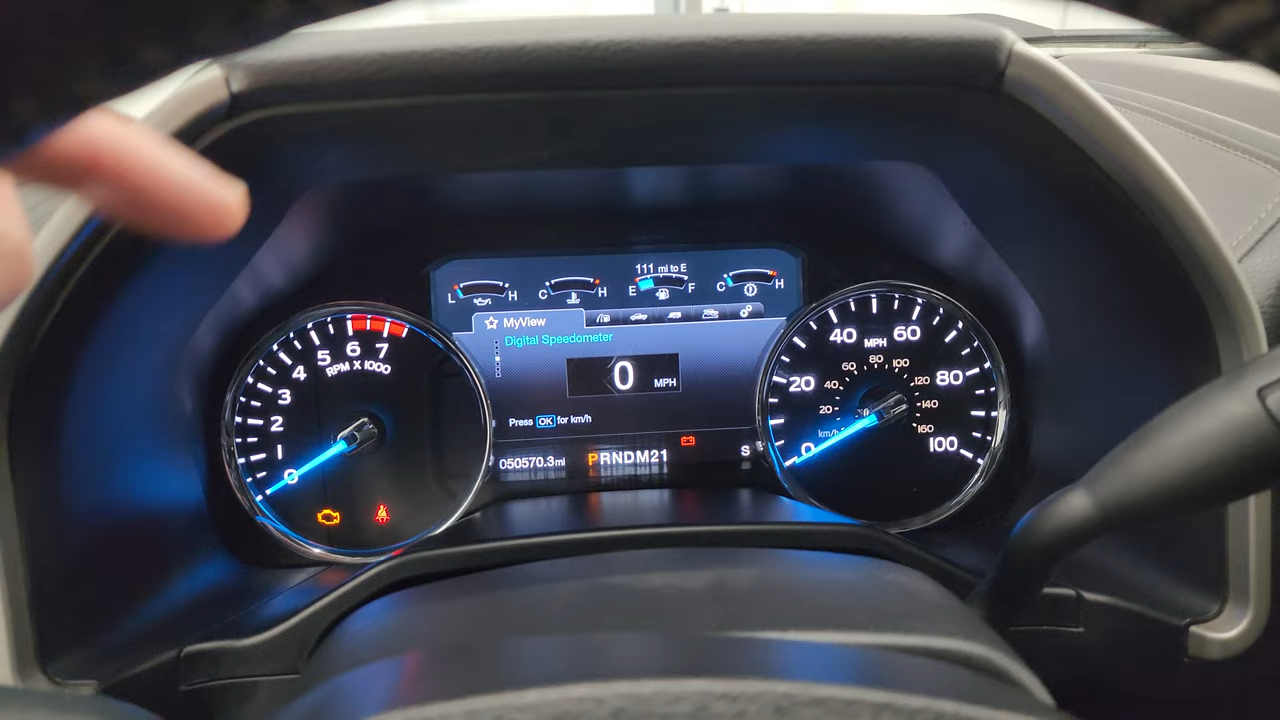 111 mi to E
L H
C H
E F
C H
MyView
Digital Speedometer
0 MPH
Press OK for km/h
050570.3mi
PRNDM21
S
0
1
2
3
4
5
6
7
RPM X 1000
0
20
40
60
80
100
MPH
20
40
60
80
100
120
140
160
km/h